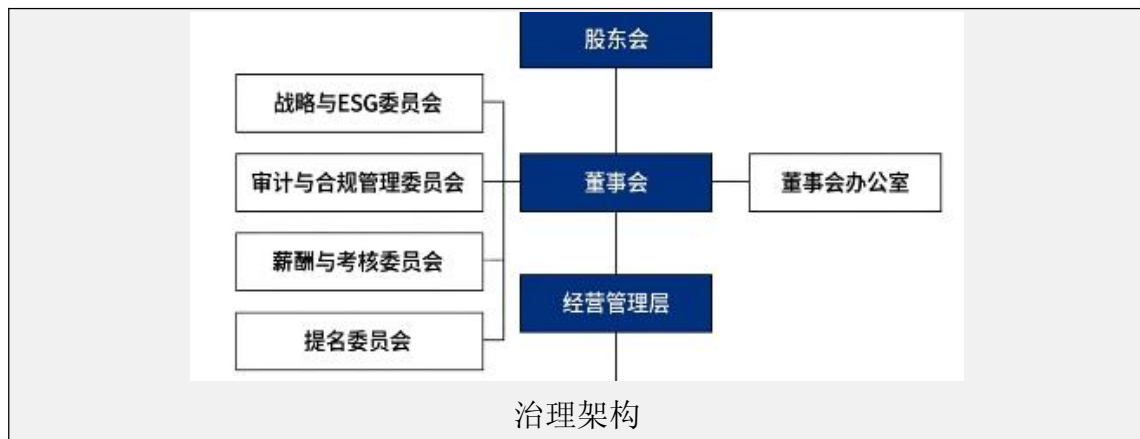 股东会
战略与ESG委员会
审计与合规管理委员会
董事会
董事会办公室
薪酬与考核委员会
经营管理层
提名委员会
治理架构